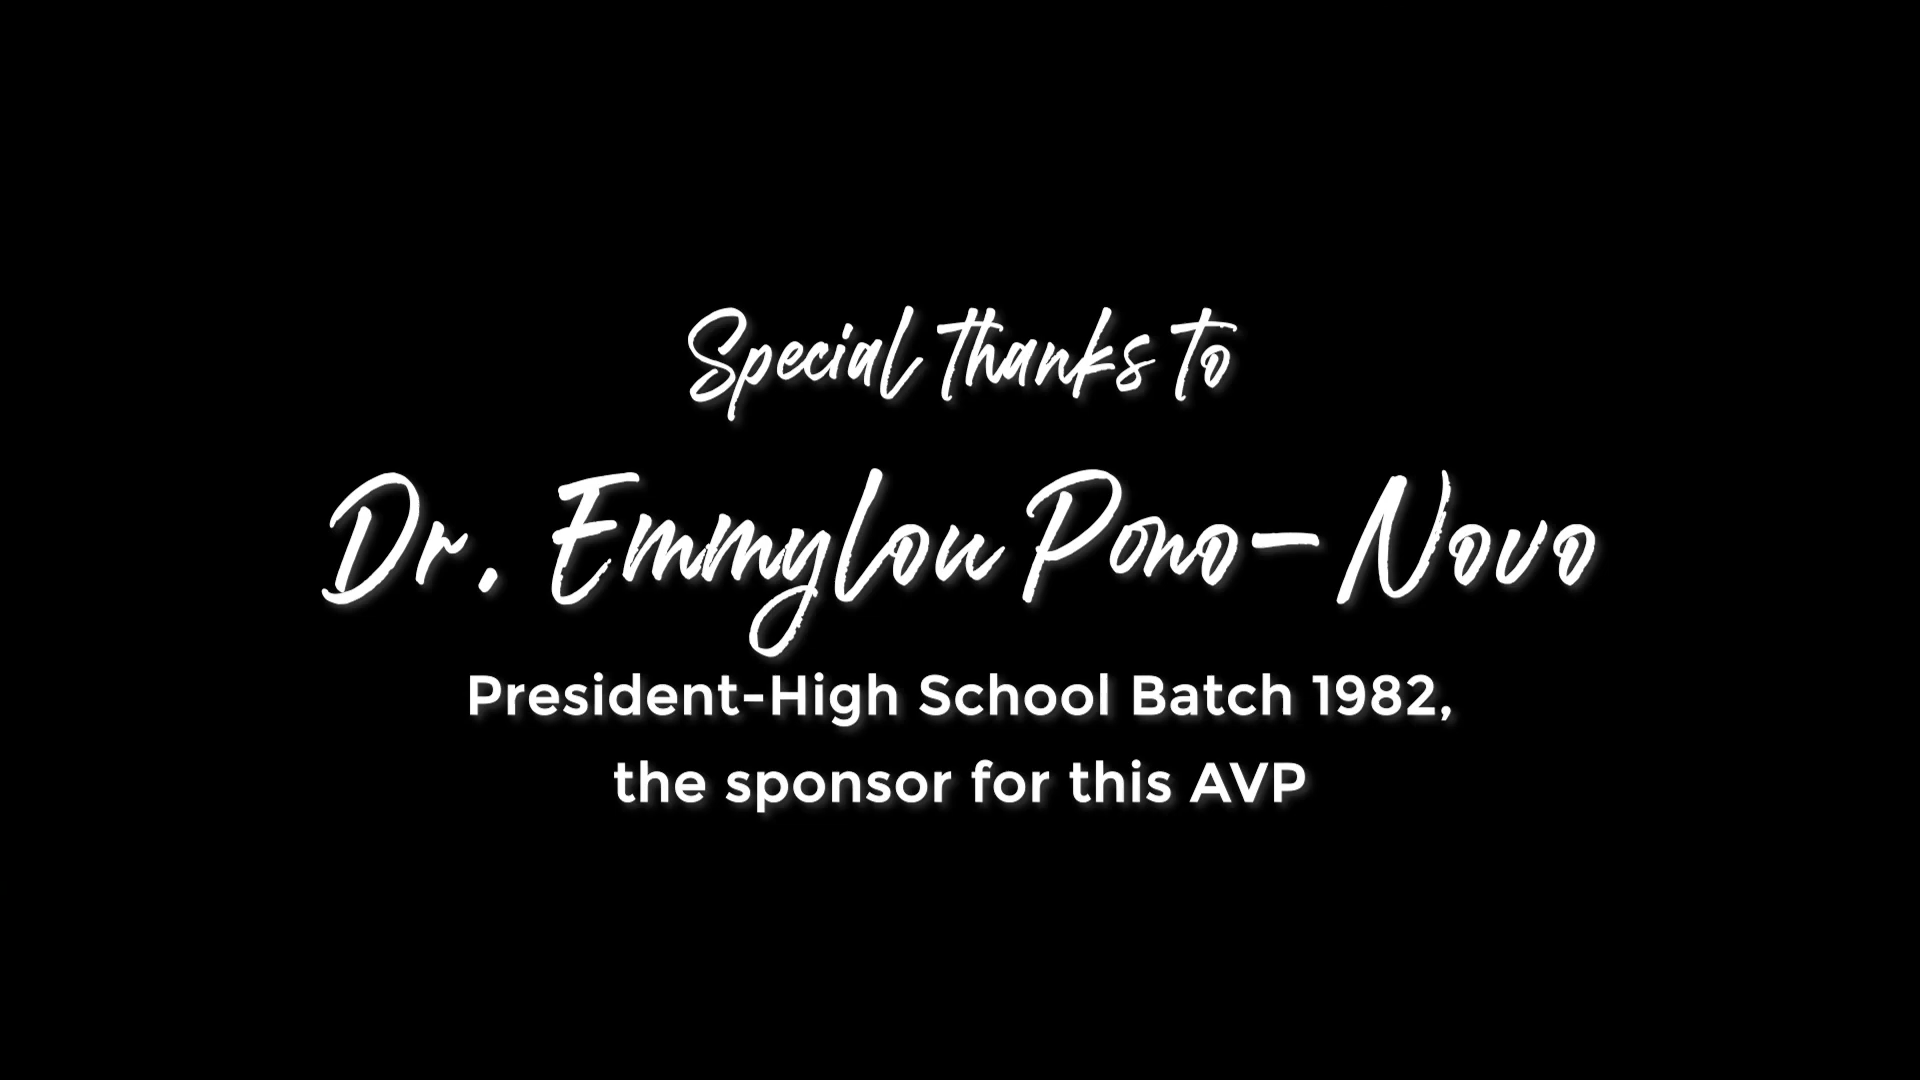 Special Thanks To
Dr. Emmylou Pono-Novo
President-High School Batch 1982,
the sponsor for this AVP